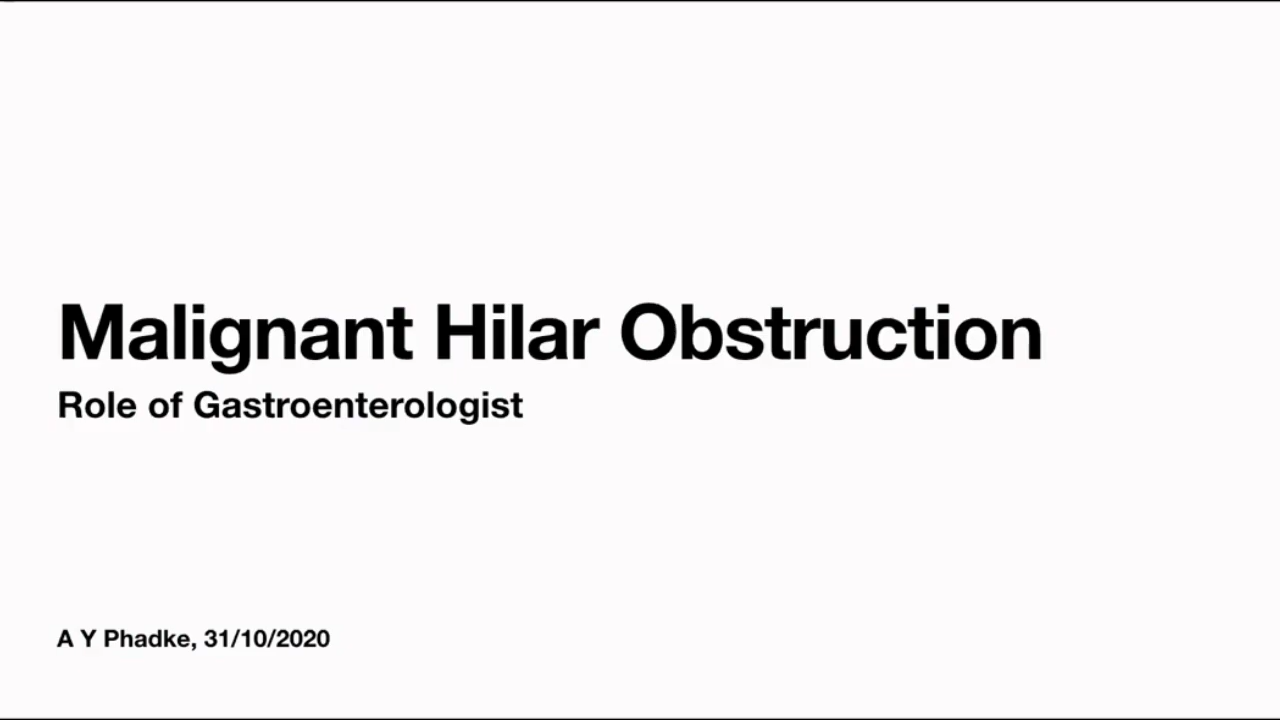 Malignant Hilar Obstruction
Role of Gastroenterologist
A Y Phadke, 31/10/2020